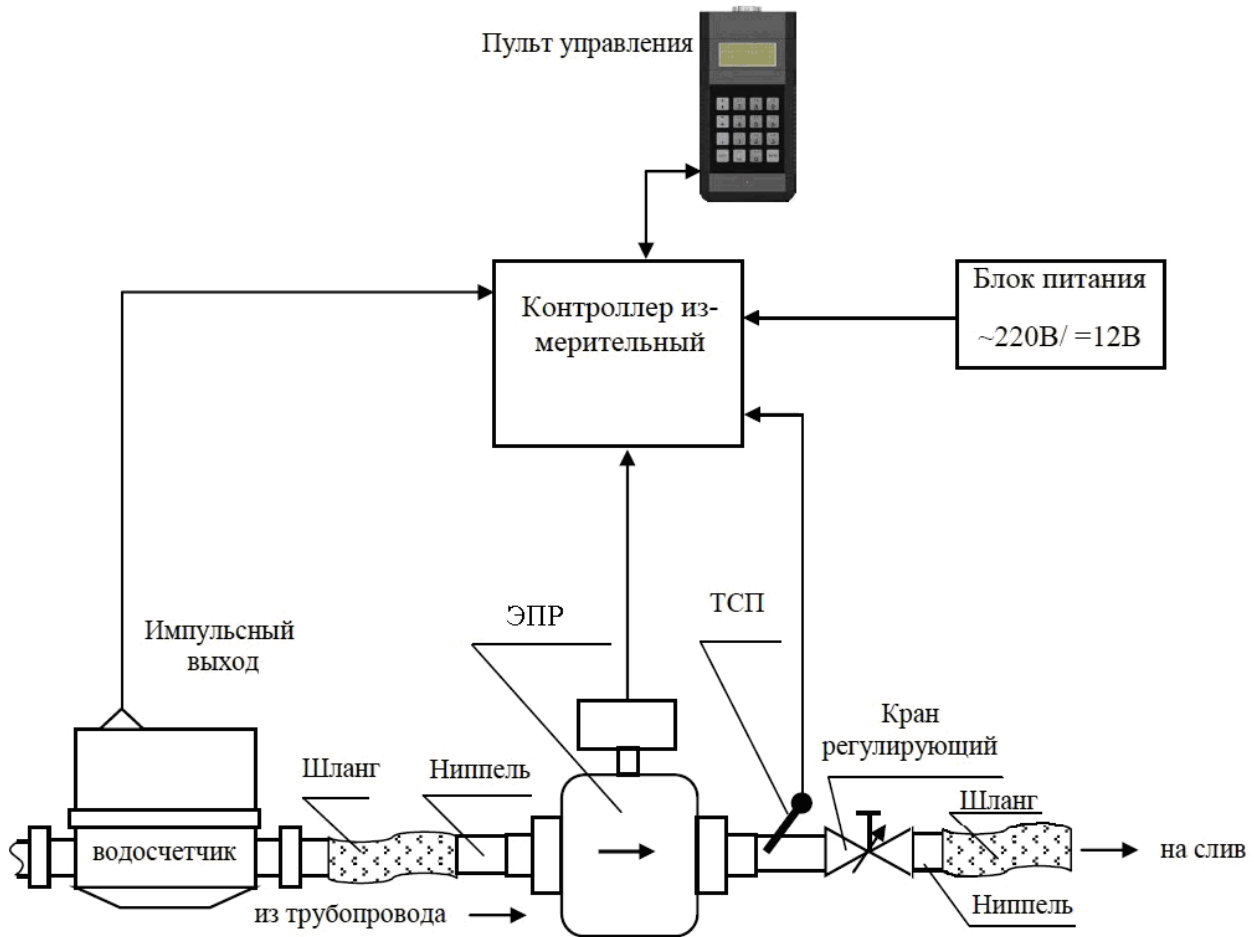 Пульт управления
Контроллер из-
мерительный
Блок питания
~220В/ =12В
Импульсный
выход
ЭПР
ТСП
Кран
регулирующий
Шланг
Ниппель
Шланг
водосчетчик
на слив
из трубопровода
Ниппель